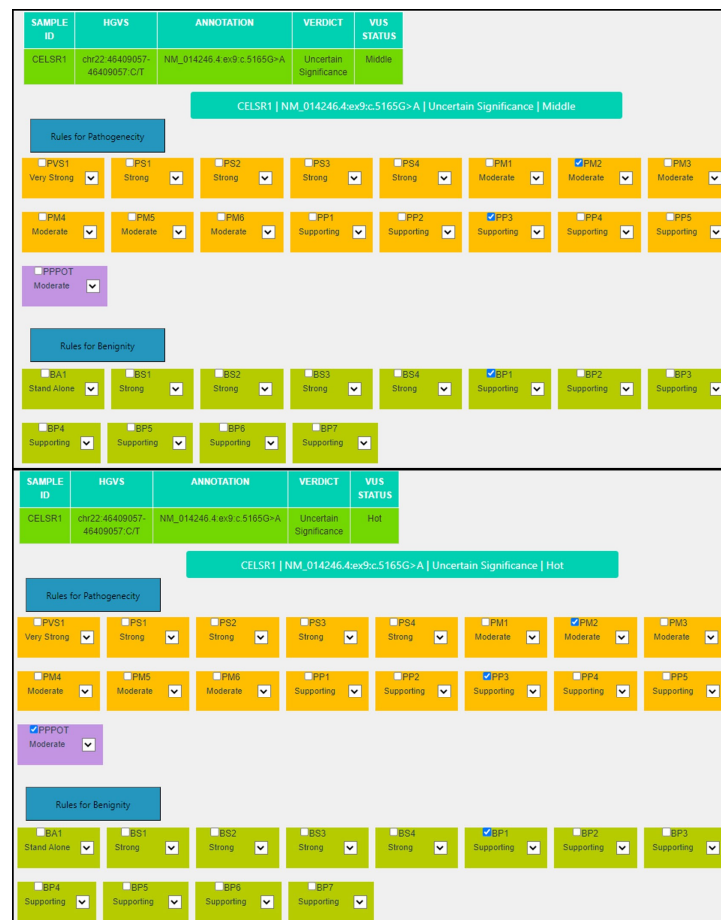 SAMPLE ID HGVS ANNOTATION VERDICT VUS STATUS
CELSR1 chr22:46409057-46409057:C/T NM_014246.4:ex9:c.5165G>A Uncertain Significance Middle
CELSR1 | NM_014246.4:ex9:c.5165G>A | Uncertain Significance | Middle
Rules for Pathogenecity
PVS1 PS1 PS2 PS3 PS4 PM1 PM2 PM3
Very Strong Strong Strong Strong Strong Moderate Moderate Moderate
PM4 PM5 PM6 PP1 PP2 PP3 PP4 PP5
Moderate Moderate Moderate Supporting Supporting Supporting Supporting Supporting
PPPOT
Moderate
Rules for Benignity
BA1 BS1 BS2 BS3 BS4 BP1 BP2 BP3
Stand Alone Strong Strong Strong Strong Supporting Supporting Supporting
BP4 BP5 BP6 BP7
Supporting Supporting Supporting Supporting
SAMPLE ID HGVS ANNOTATION VERDICT VUS STATUS
CELSR1 chr22:46409057-46409057:C/T NM_014246.4:ex9:c.5165G>A Uncertain Significance Hot
CELSR1 | NM_014246.4:ex9:c.5165G>A | Uncertain Significance | Hot
Rules for Pathogenecity
PVS1 PS1 PS2 PS3 PS4 PM1 PM2 PM3
Very Strong Strong Strong Strong Strong Moderate Moderate Moderate
PM4 PM5 PM6 PP1 PP2 PP3 PP4 PP5
Moderate Moderate Moderate Supporting Supporting Supporting Supporting Supporting
PPPOT
Moderate
Rules for Benignity
BA1 BS1 BS2 BS3 BS4 BP1 BP2 BP3
Stand Alone Strong Strong Strong Strong Supporting Supporting Supporting
BP4 BP5 BP6 BP7
Supporting Supporting Supporting Supporting